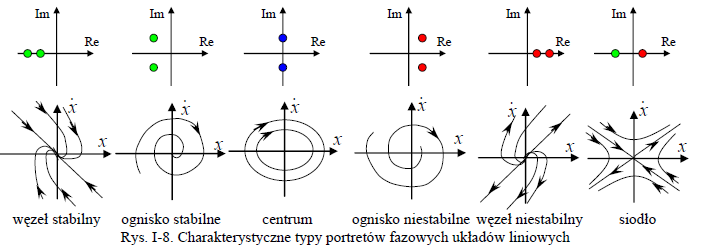 Im Im Im Im Im Im
Re Re Re Re Re Re
ẋ ẋ ẋ ẋ ẋ ẋ
x x x x x x
węzeł stabilny ognisko stabilne centrum ognisko niestabilne węzeł niestabilny siodło
Rys. I-8. Charakterystyczne typy portretów fazowych układów liniowych